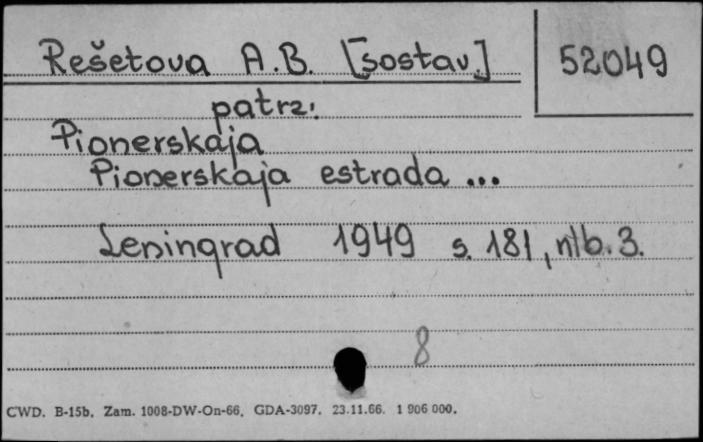 Rešetova A.B. [sostav.] 52049
patrz:
Pionerskaja
Pionerskaja estrada ...
Leningrad 1949 s. 181, nlb. 3.
8
CWD. B-15b. Zam. 1008-DW-On-66. GDA-3097. 23.11.66. 1 906 000.